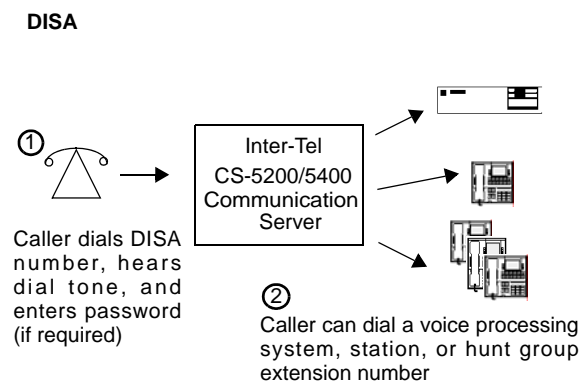 DISA
1
Inter-Tel
CS-5200/5400
Communication
Server
Caller dials DISA
number, hears
dial tone, and
enters password
(if required)
2
Caller can dial a voice processing
system, station, or hunt group
extension number